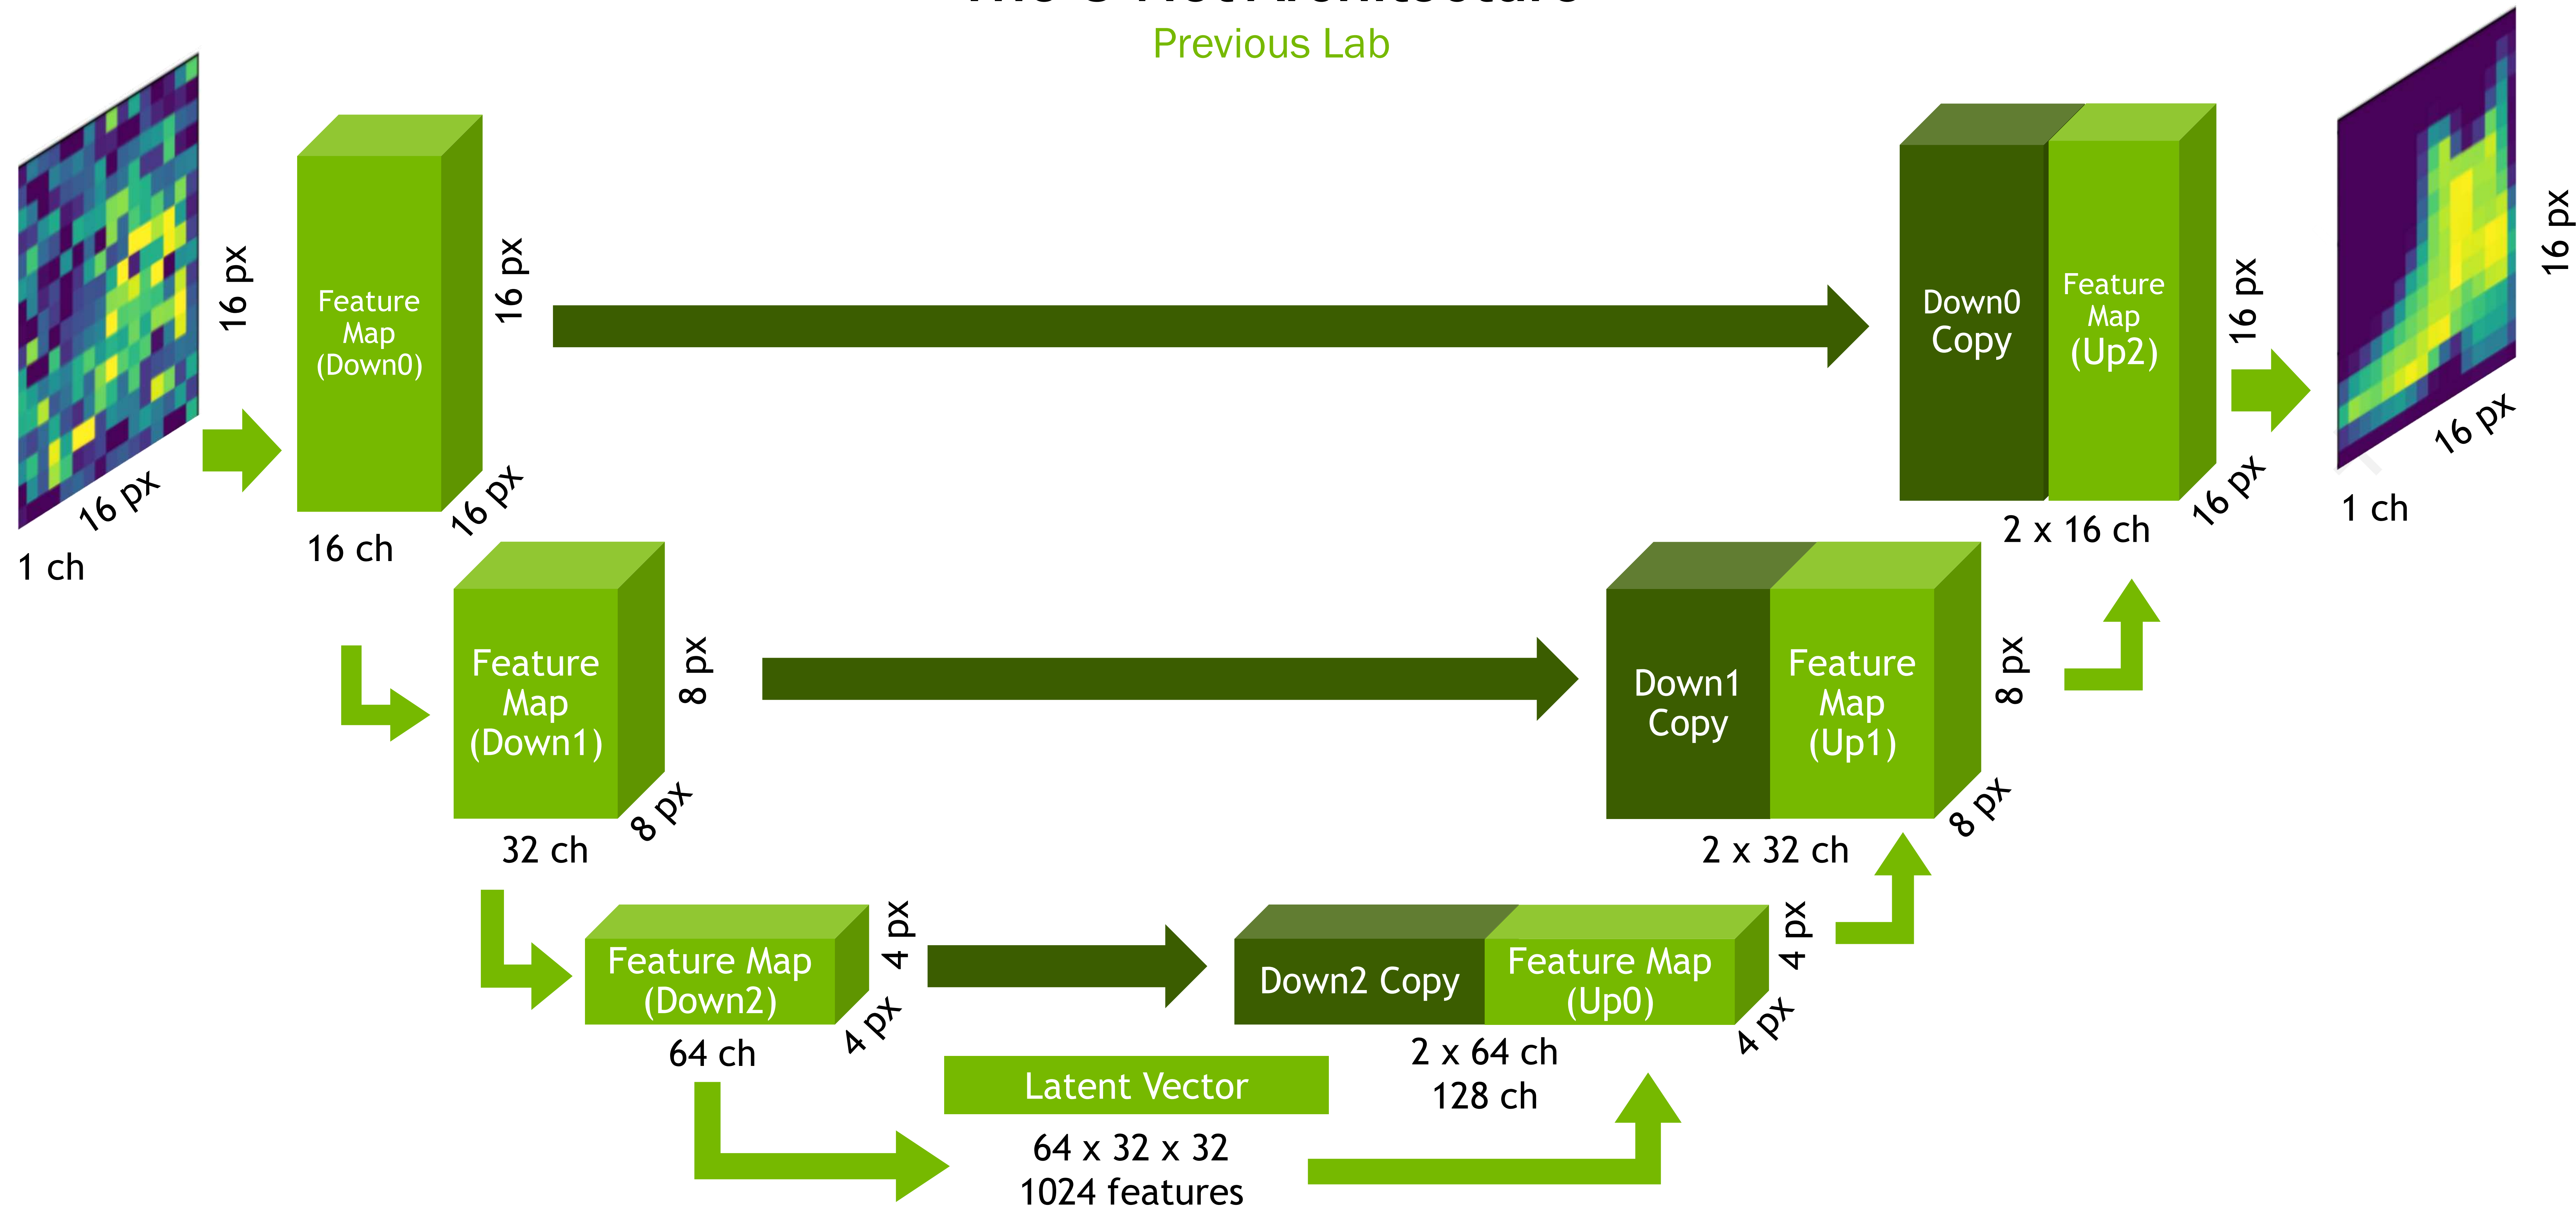 Previous Lab
16 px
16 px
1 ch
Feature
Map
(Down0)
16 px
16 px
16 ch
Down0
Copy
Feature
Map
(Up2)
16 px
16 px
2 x 16 ch
16 px
16 px
1 ch
Feature
Map
(Down1)
8 px
8 px
32 ch
Down1
Copy
Feature
Map
(Up1)
8 px
8 px
2 x 32 ch
Feature Map
(Down2)
4 px
4 px
64 ch
Down2 Copy
Feature Map
(Up0)
4 px
4 px
2 x 64 ch
128 ch
Latent Vector
64 x 32 x 32
1024 features